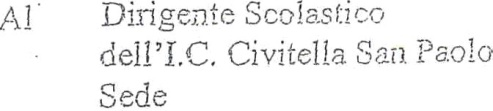 Al Dirigente Scolastico
dell'I.C. Civitella San Paolo
Sede